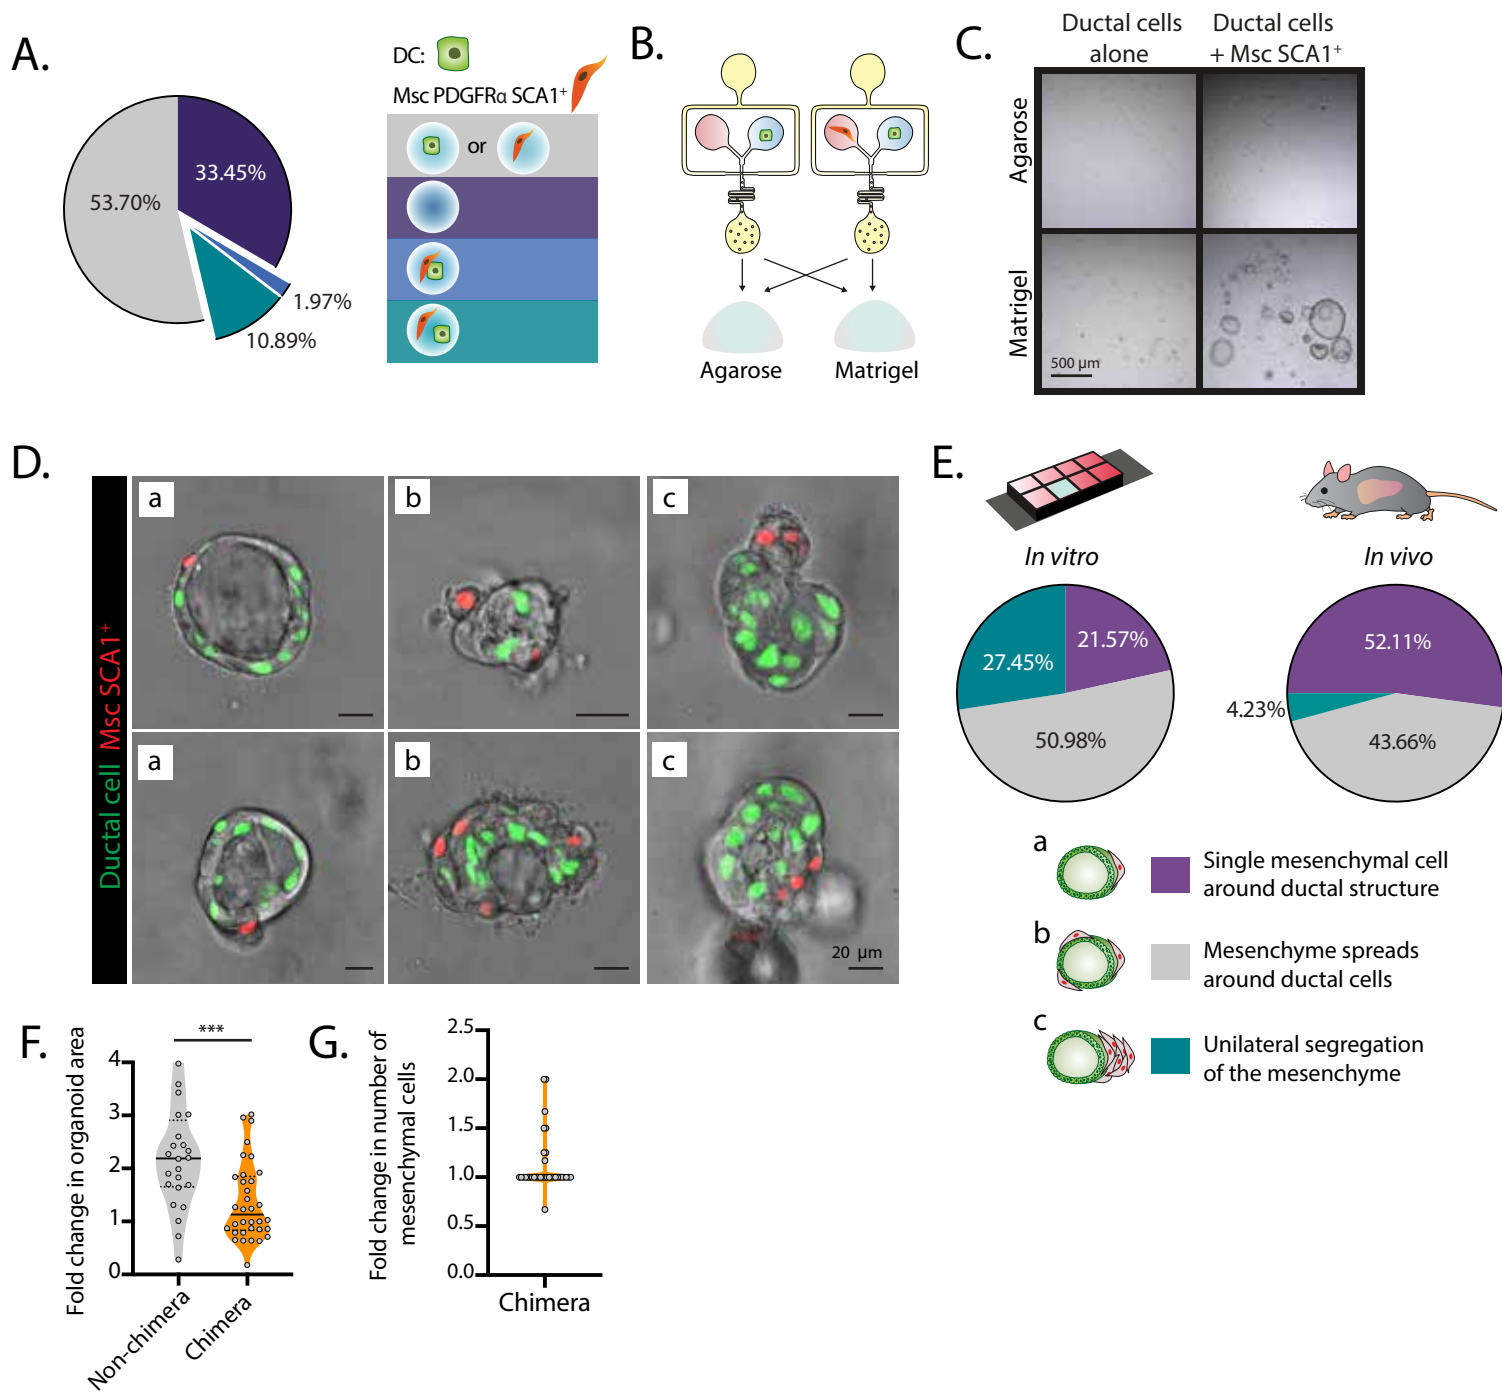 A.
DC:
Msc PDGFRα SCA1⁺
or
33.45%
53.70%
1.97%
10.89%
B.
Agarose
Matrigel
C.
Ductal cells
alone
Ductal cells
+ Msc SCA1⁺
Agarose
Matrigel
500 µm
D.
Ductal cell Msc SCA1⁺
a
b
c
a
b
c
20 µm
E.
In vitro
In vivo
21.57%
27.45%
50.98%
52.11%
4.23%
43.66%
a
Single mesenchymal cell
around ductal structure
b
Mesenchyme spreads
around ductal cells
c
Unilateral segregation
of the mesenchyme
F.
Fold change in organoid area
***
4
3
2
1
0
Non-chimera
Chimera
G.
Fold change in number of
mesenchymal cells
2.5
2.0
1.5
1.0
0.5
0.0
Chimera